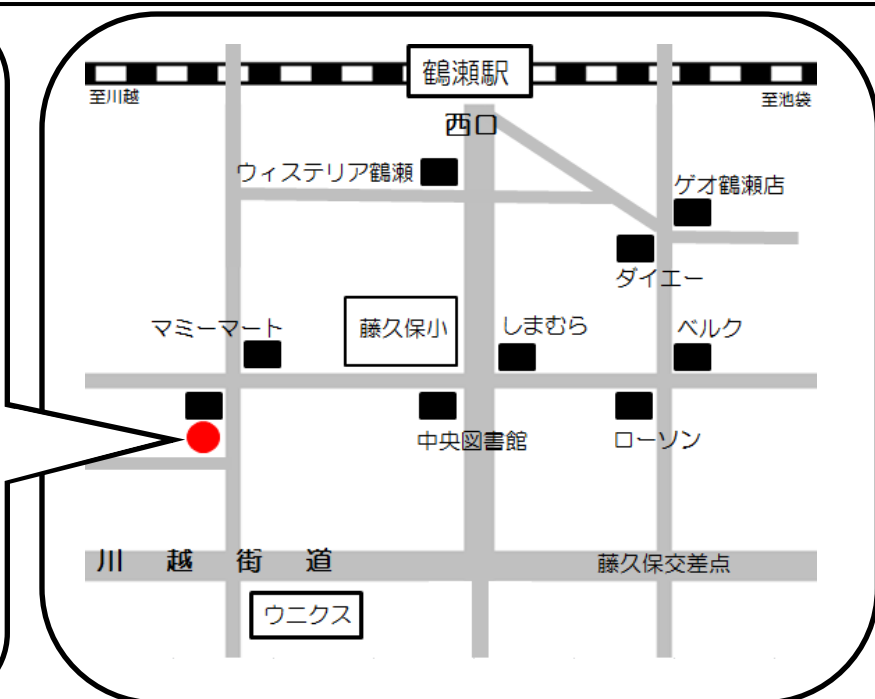 鶴瀬駅
至川越
至池袋
西口
ウィステリア鶴瀬
ゲオ鶴瀬店
ダイエー
マミーマート
藤久保小
しまむら
ベルク
中央図書館
ローソン
川越街道
藤久保交差点
ウニクス